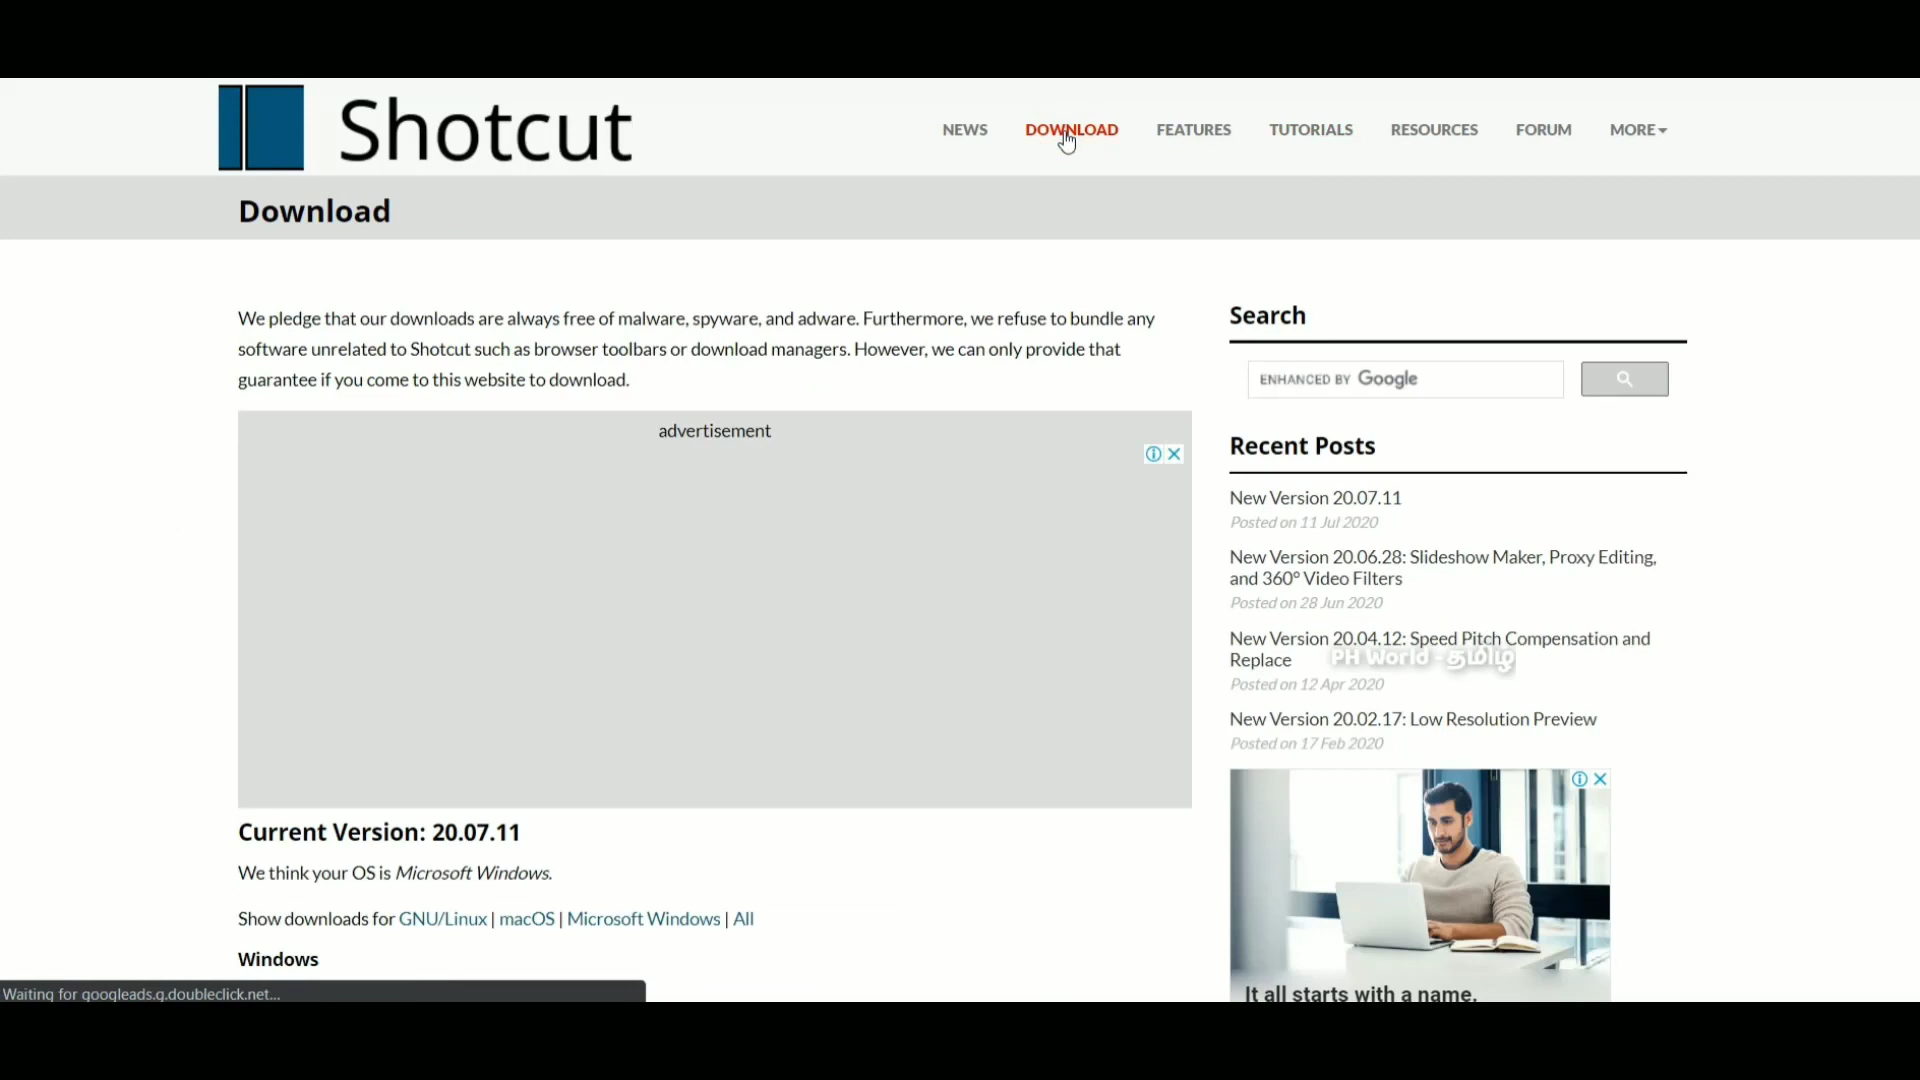 Shotcut
NEWS DOWNLOAD FEATURES TUTORIALS RESOURCES FORUM MORE
Download
We pledge that our downloads are always free of malware, spyware, and adware. Furthermore, we refuse to bundle any
software unrelated to Shotcut such as browser toolbars or download managers. However, we can only provide that
guarantee if you come to this website to download.
advertisement
Current Version: 20.07.11
We think your OS is Microsoft Windows.
Show downloads for GNU/Linux | macOS | Microsoft Windows | All
Windows
Search
ENHANCED BY Google
Recent Posts
New Version 20.07.11
Posted on 11 Jul 2020
New Version 20.06.28: Slideshow Maker, Proxy Editing,
and 360° Video Filters
Posted on 28 Jun 2020
New Version 20.04.12: Speed Pitch Compensation and
Replace
PH World - தமிழ்
Posted on 12 Apr 2020
New Version 20.02.17: Low Resolution Preview
Posted on 17 Feb 2020
It all starts with a name.
Waiting for googleads.g.doubleclick.net...